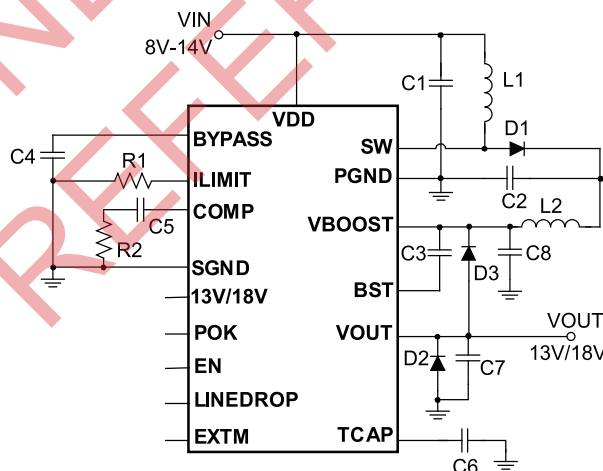 VIN
8V-14V
VDD
C1
L1
BYPASS
SW
D1
C4
R1
ILIMIT
PGND
C2
COMP
C5
VBOOST
L2
R2
C3
C8
SGND
D3
13V/18V
BST
POK
VOUT
VOUT
13V/18V
EN
D2
C7
LINEDROP
EXTM
TCAP
C6
REFE